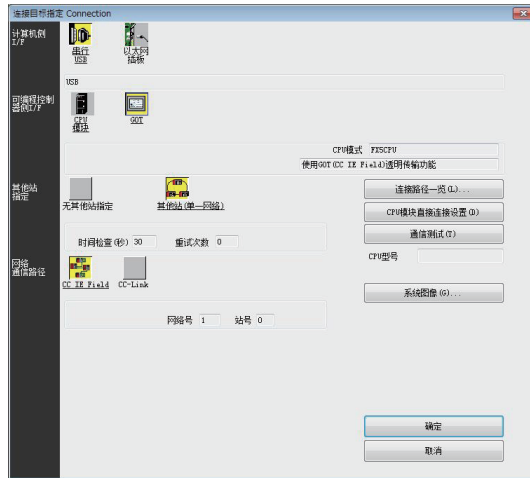 连接目标指定 Connection
计算机侧
I/F
串行
USB
以太网
插板
USB
可编程控制
器侧I/F
CPU
模块
GOT
CPU模式 FX5CPU
使用GOT(CC IE Field)透明传输功能
其他站
指定
无其他站指定
其他站(单一网络)
连接路径一览(L)...
CPU模块直接连接设置(D)
时间检查(秒) 30 重试次数 0
通信测试(T)
网络
通信路径
CC IE Field
CC-Link
CPU型号
系统图像(G)...
网络号 1 站号 0
确定
取消